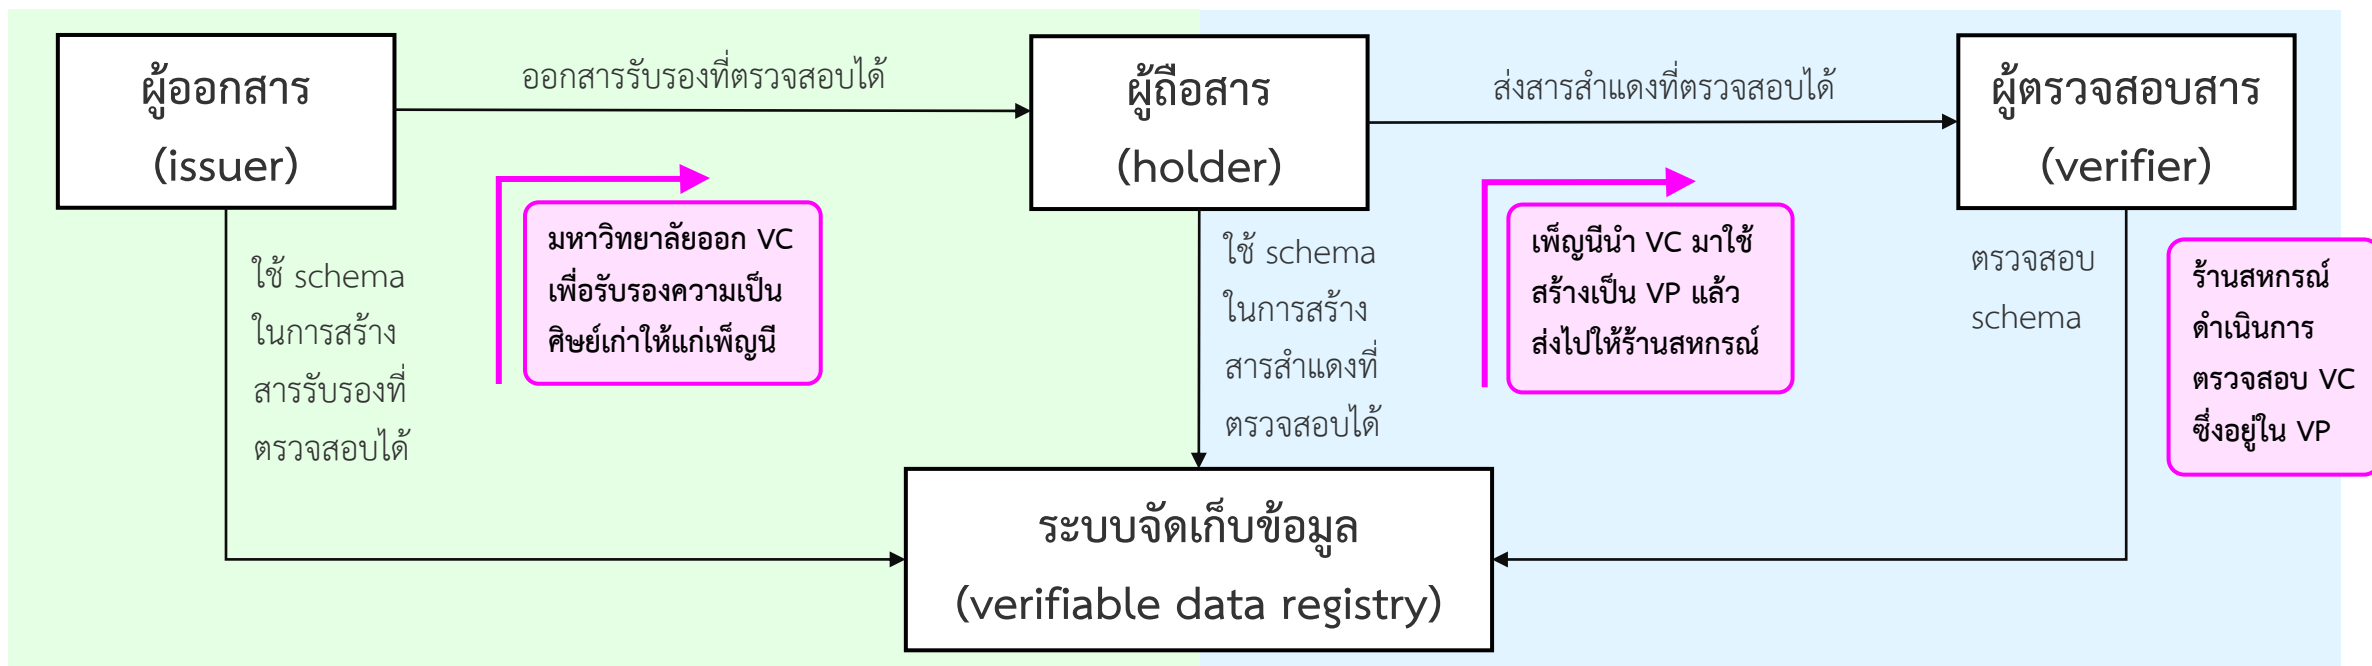 ผู้ออกสาร
(issuer)
ออกสารรับรองที่ตรวจสอบได้
ผู้ถือสาร
(holder)
ส่งสารสำแดงที่ตรวจสอบได้
ผู้ตรวจสอบสาร
(verifier)
ใช้ schema
ในการสร้าง
สารรับรองที่
ตรวจสอบได้
มหาวิทยาลัยออก VC
เพื่อรับรองความเป็น
ศิษย์เก่าให้แก่เพ็ญนี
ใช้ schema
ในการสร้าง
สารสำแดงที่
ตรวจสอบได้
เพ็ญนีนำ VC มาใช้
สร้างเป็น VP แล้ว
ส่งไปให้ร้านสหกรณ์
ตรวจสอบ
schema
ร้านสหกรณ์
ดำเนินการ
ตรวจสอบ VC
ซึ่งอยู่ใน VP
ระบบจัดเก็บข้อมูล
(verifiable data registry)